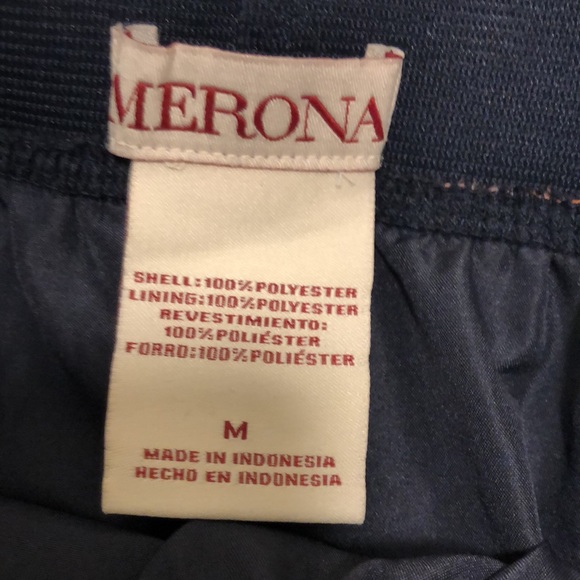 MERONA
SHELL:100%POLYESTER
LINING:100%POLYESTER
REVESTIMIENTO:
100%POLIÉSTER
FORRO:100%POLIÉSTER
M
MADE IN INDONESIA
HECHO EN INDONESIA